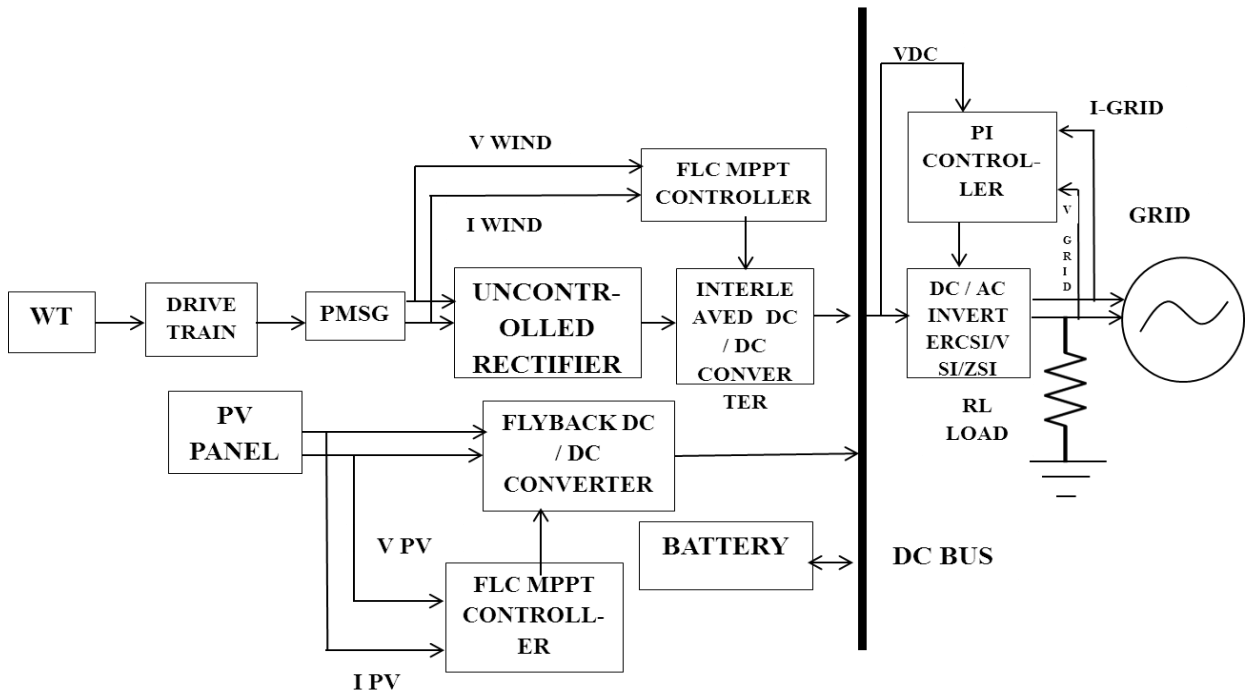 VDC
I-GRID
PI
CONTROL-
LER
V WIND
FLC MPPT
CONTROLLER
I WIND
V
GRID
GRID
WT
DRIVE
TRAIN
PMSG
UNCONTR-
OLLED
RECTIFIER
INTERLE
AVED DC
/ DC
CONVER
TER
DC / AC
INVERT
ERCSI/V
SI/ZSI
RL
LOAD
PV
PANEL
FLYBACK DC
/ DC
CONVERTER
V PV
BATTERY
DC BUS
FLC MPPT
CONTROLL-
ER
I PV